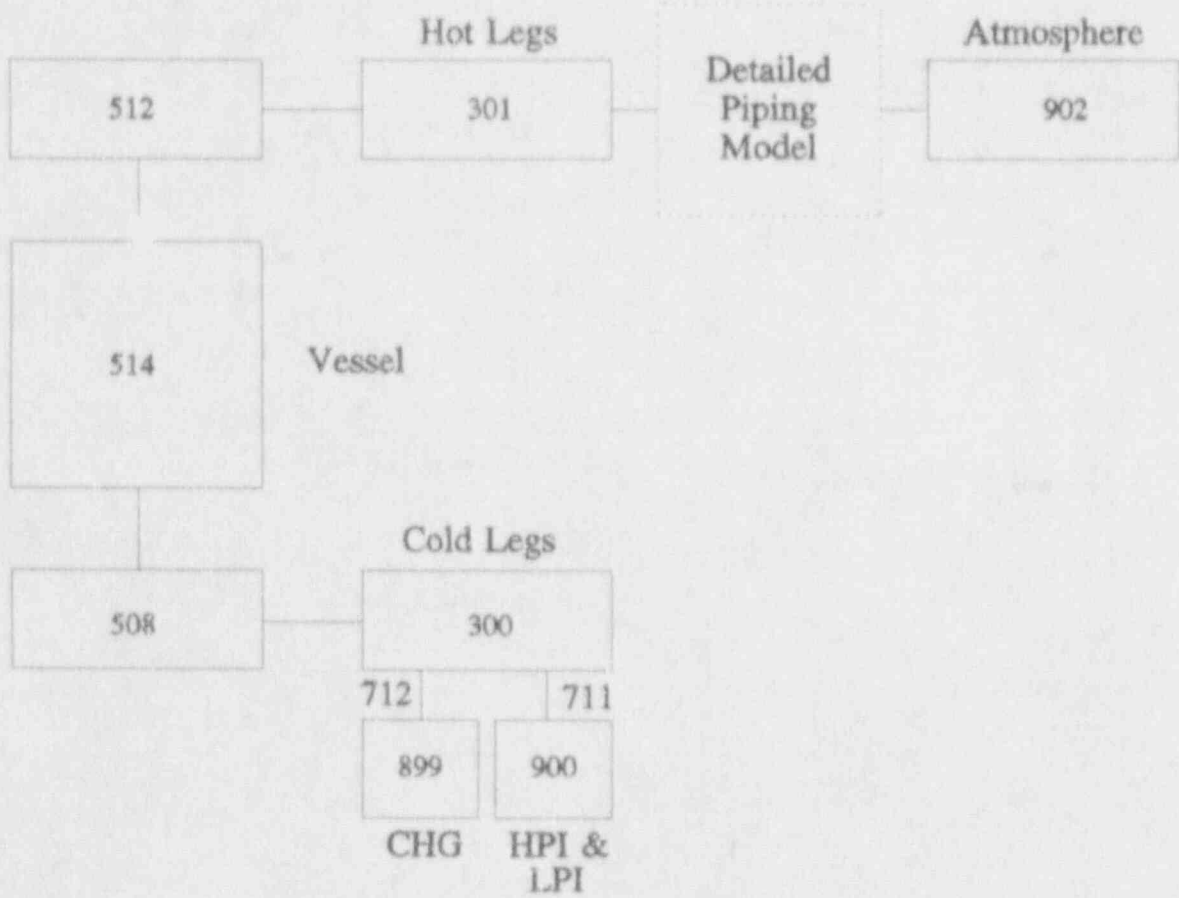 Hot Legs
Atmosphere
512
301
Detailed
Piping
Model
902
514
Vessel
Cold Legs
508
300
712
711
899
900
CHG
HPI &
LPI